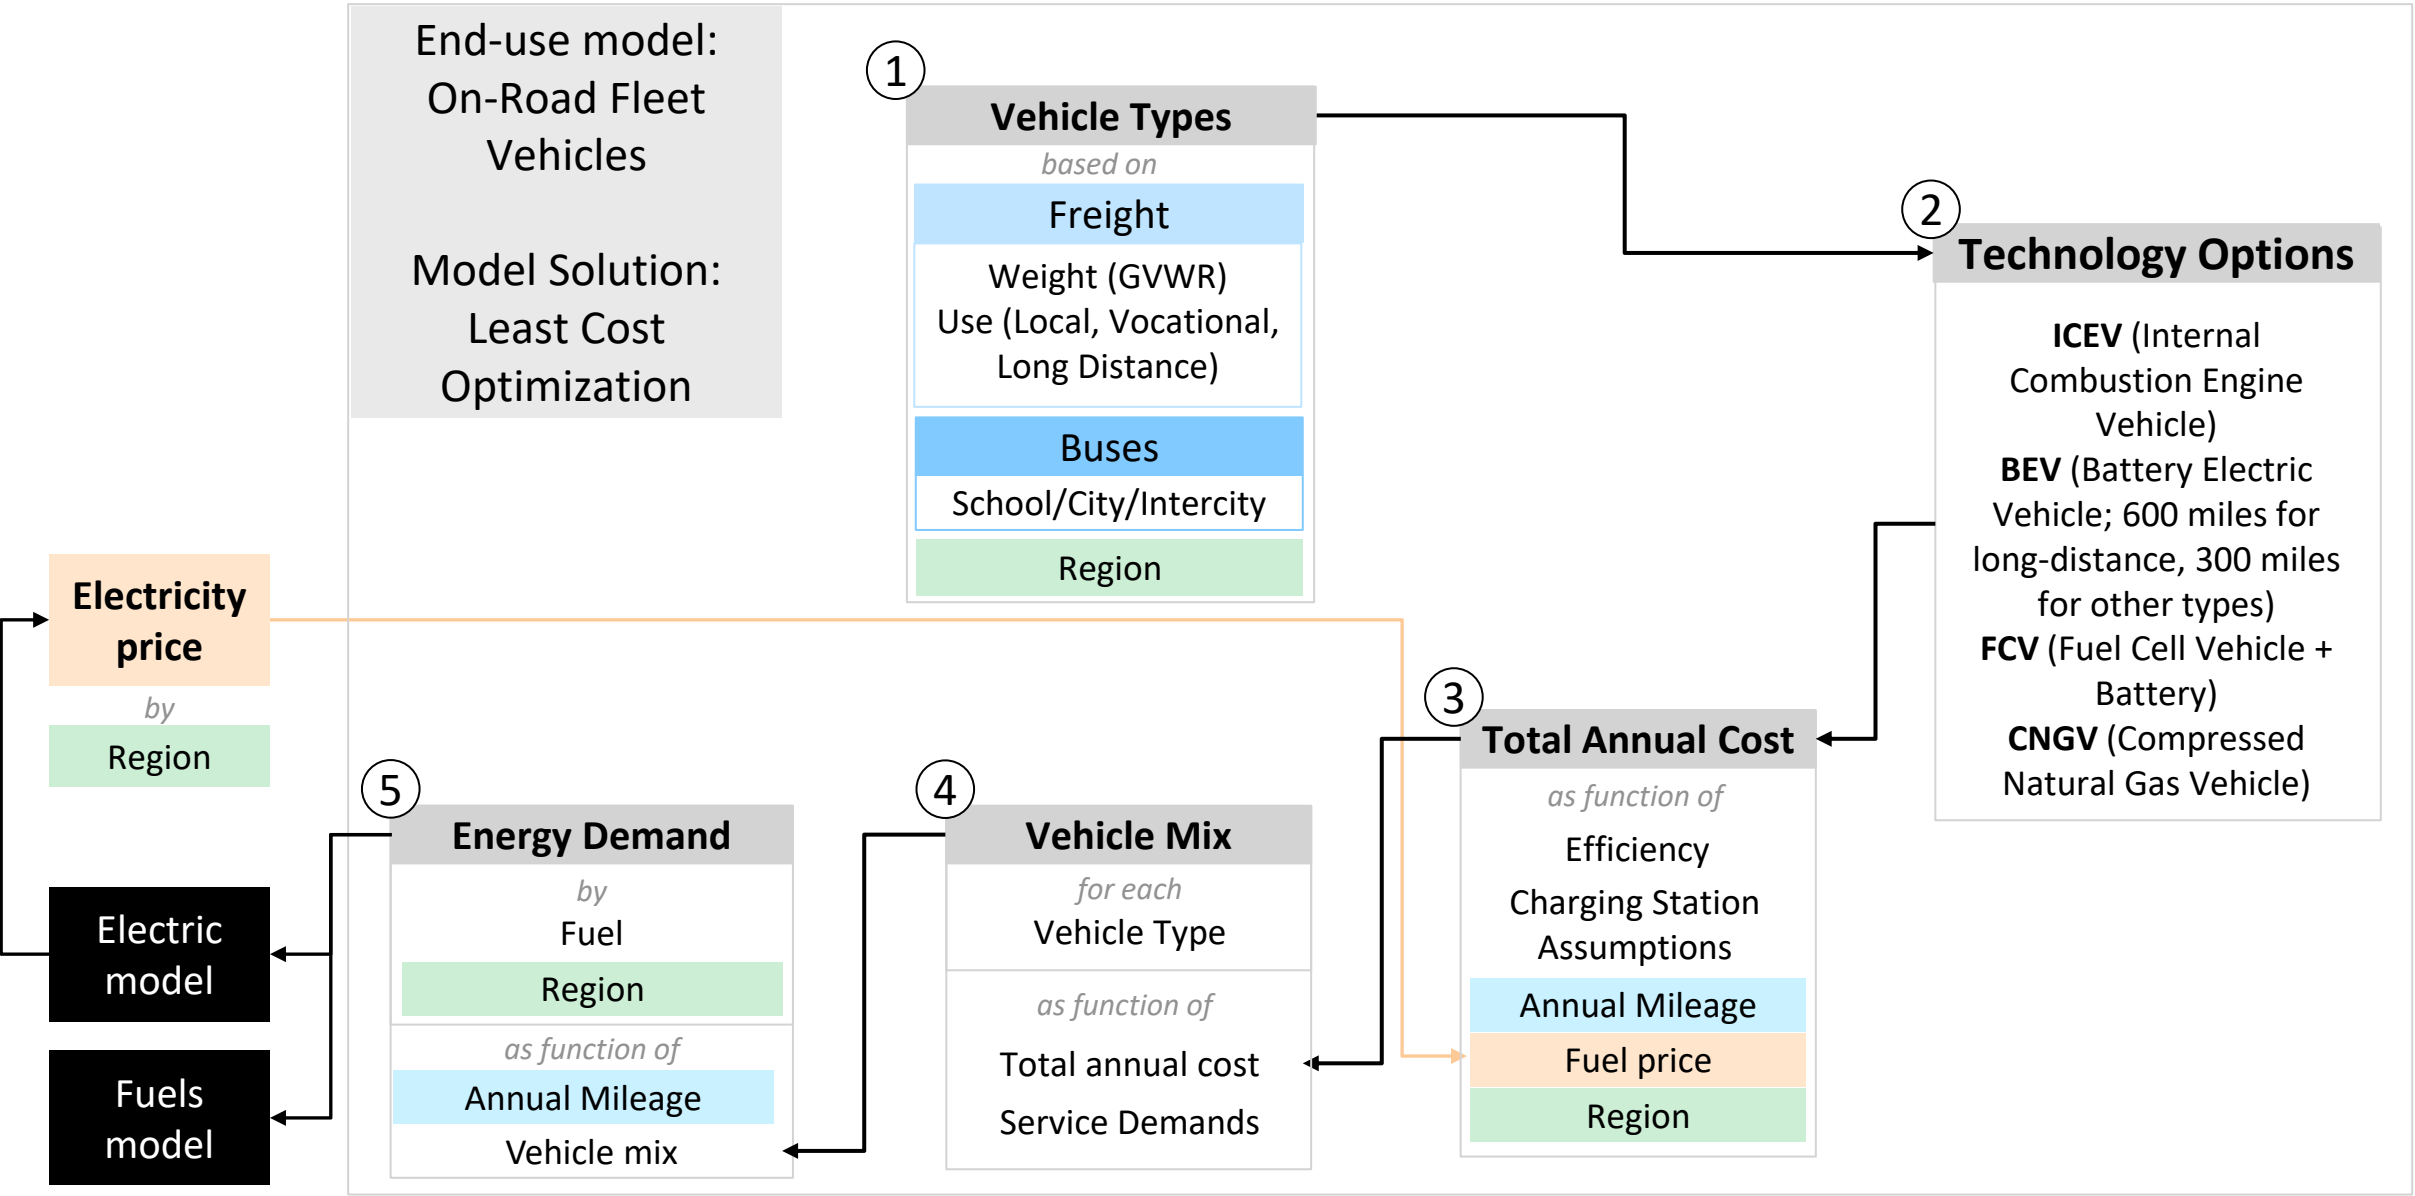 End-use model:
On-Road Fleet
Vehicles
Model Solution:
Least Cost
Optimization
1
Vehicle Types
based on
Freight
Weight (GVWR)
Use (Local, Vocational,
Long Distance)
Buses
School/City/Intercity
Region
2
Technology Options
ICEV (Internal
Combustion Engine
Vehicle)
BEV (Battery Electric
Vehicle; 600 miles for
long-distance, 300 miles
for other types)
FCV (Fuel Cell Vehicle +
Battery)
CNGV (Compressed
Natural Gas Vehicle)
3
Total Annual Cost
as function of
Efficiency
Charging Station
Assumptions
Annual Mileage
Fuel price
Region
4
Vehicle Mix
for each
Vehicle Type
as function of
Total annual cost
Service Demands
5
Energy Demand
by
Fuel
Region
as function of
Annual Mileage
Vehicle mix
Electricity
price
by
Region
Electric
model
Fuels
model